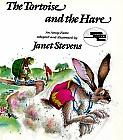 The Tortoise
and the Hare
An Aesop Fable
adapted and illustrated by
Janet Stevens